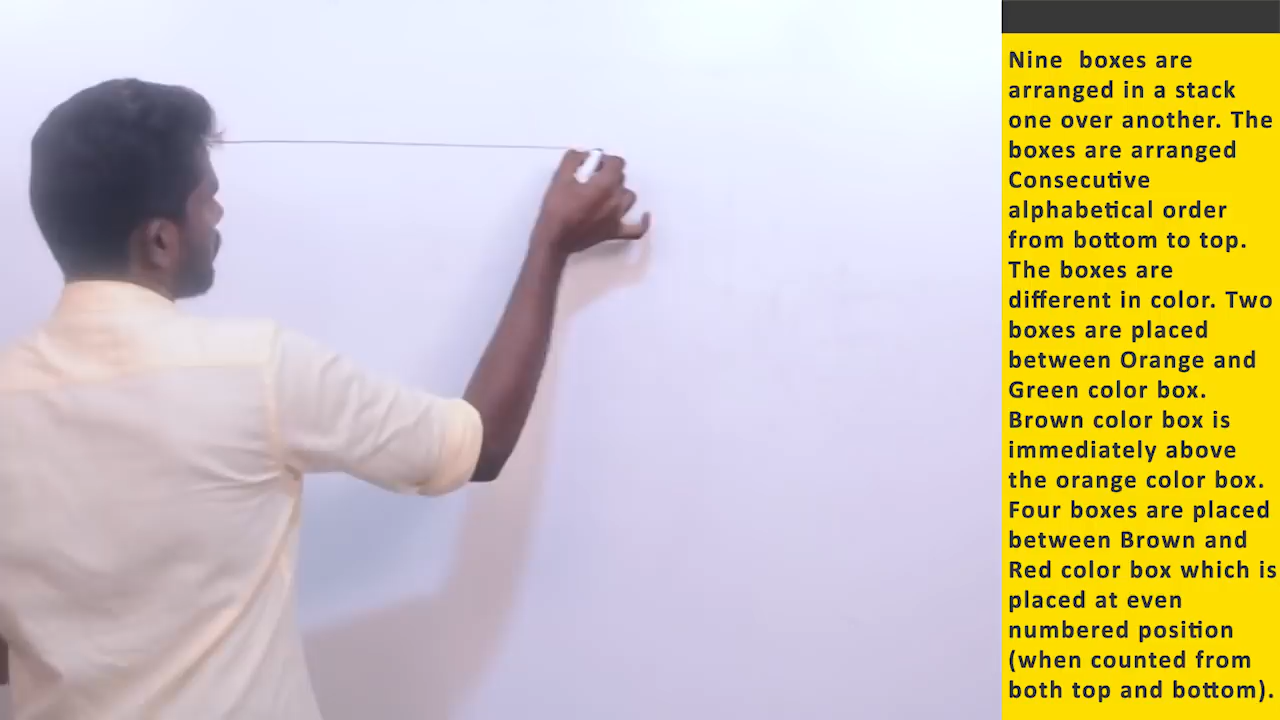 Nine boxes are
arranged in a stack
one over another. The
boxes are arranged
Consecutive
alphabetical order
from bottom to top.
The boxes are
different in color. Two
boxes are placed
between Orange and
Green color box.
Brown color box is
immediately above
the orange color box.
Four boxes are placed
between Brown and
Red color box which is
placed at even
numbered position
(when counted from
both top and bottom).